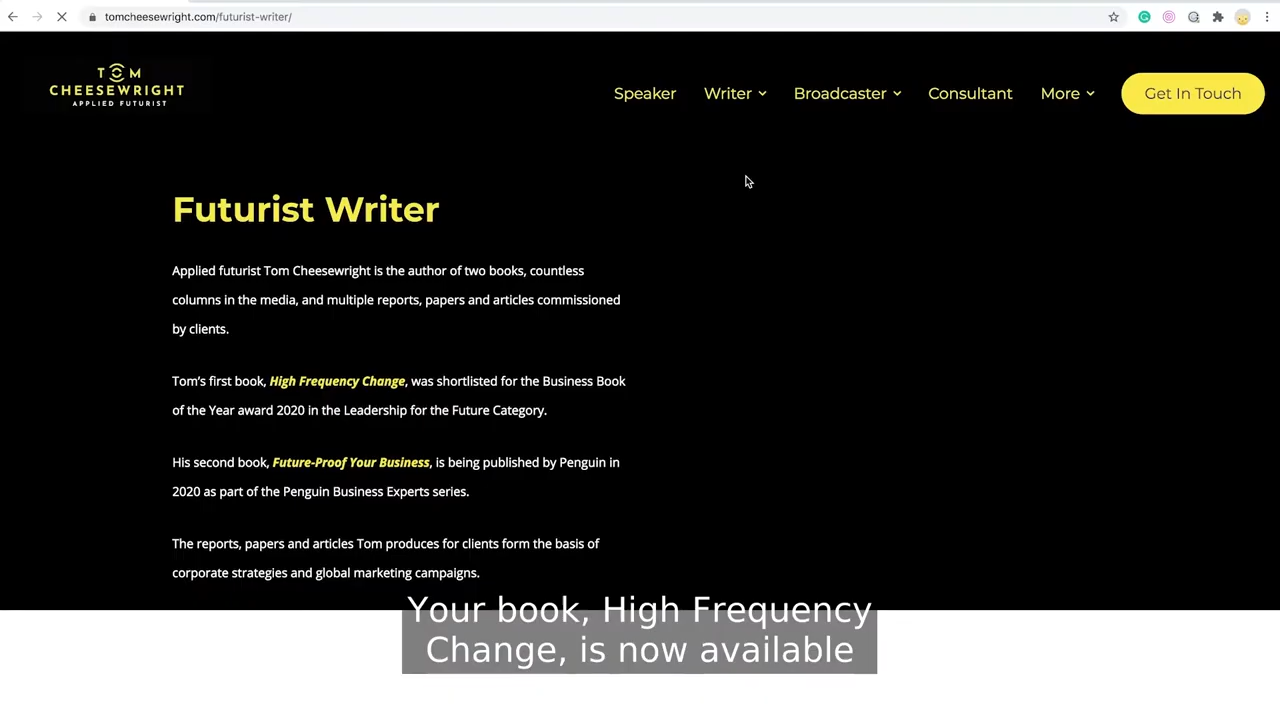 tomcheesewright.com/futurist-writer/
TOM
CHEESEWRIGHT
APPLIED FUTURIST
Speaker
Writer
Broadcaster
Consultant
More
Get In Touch
Futurist Writer
Applied futurist Tom Cheesewright is the author of two books, countless
columns in the media, and multiple reports, papers and articles commissioned
by clients.
Tom’s first book, High Frequency Change, was shortlisted for the Business Book
of the Year award 2020 in the Leadership for the Future Category.
His second book, Future-Proof Your Business, is being published by Penguin in
2020 as part of the Penguin Business Experts series.
The reports, papers and articles Tom produces for clients form the basis of
corporate strategies and global marketing campaigns.
Your book, High Frequency
Change, is now available